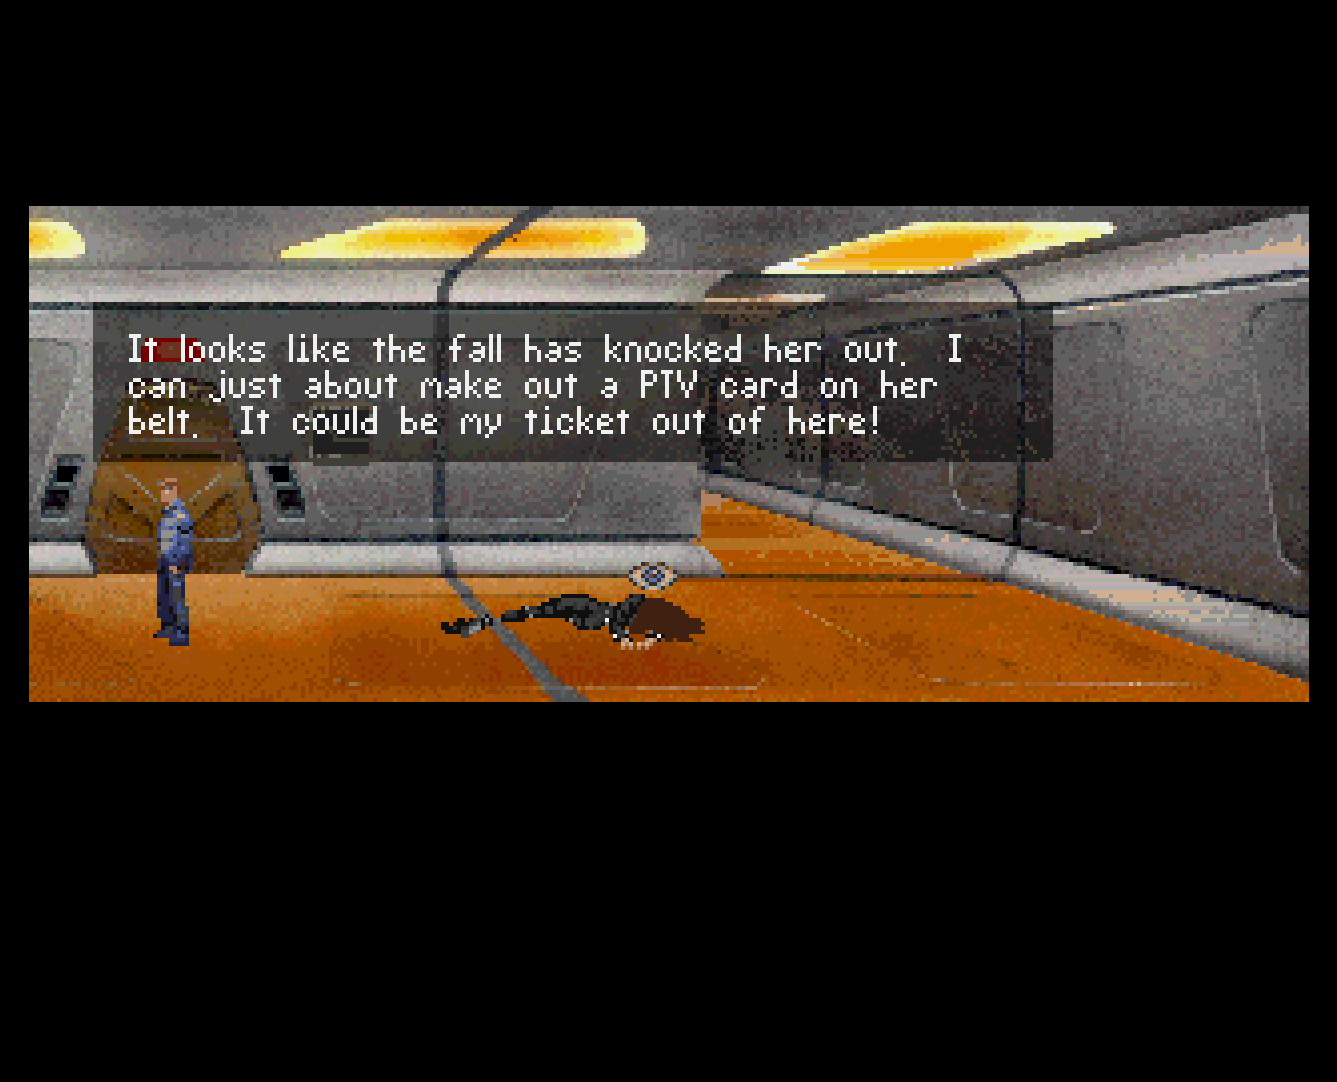 It looks like the fall has knocked her out.  I
can just about make out a PTV card on her
belt.  It could be my ticket out of here!